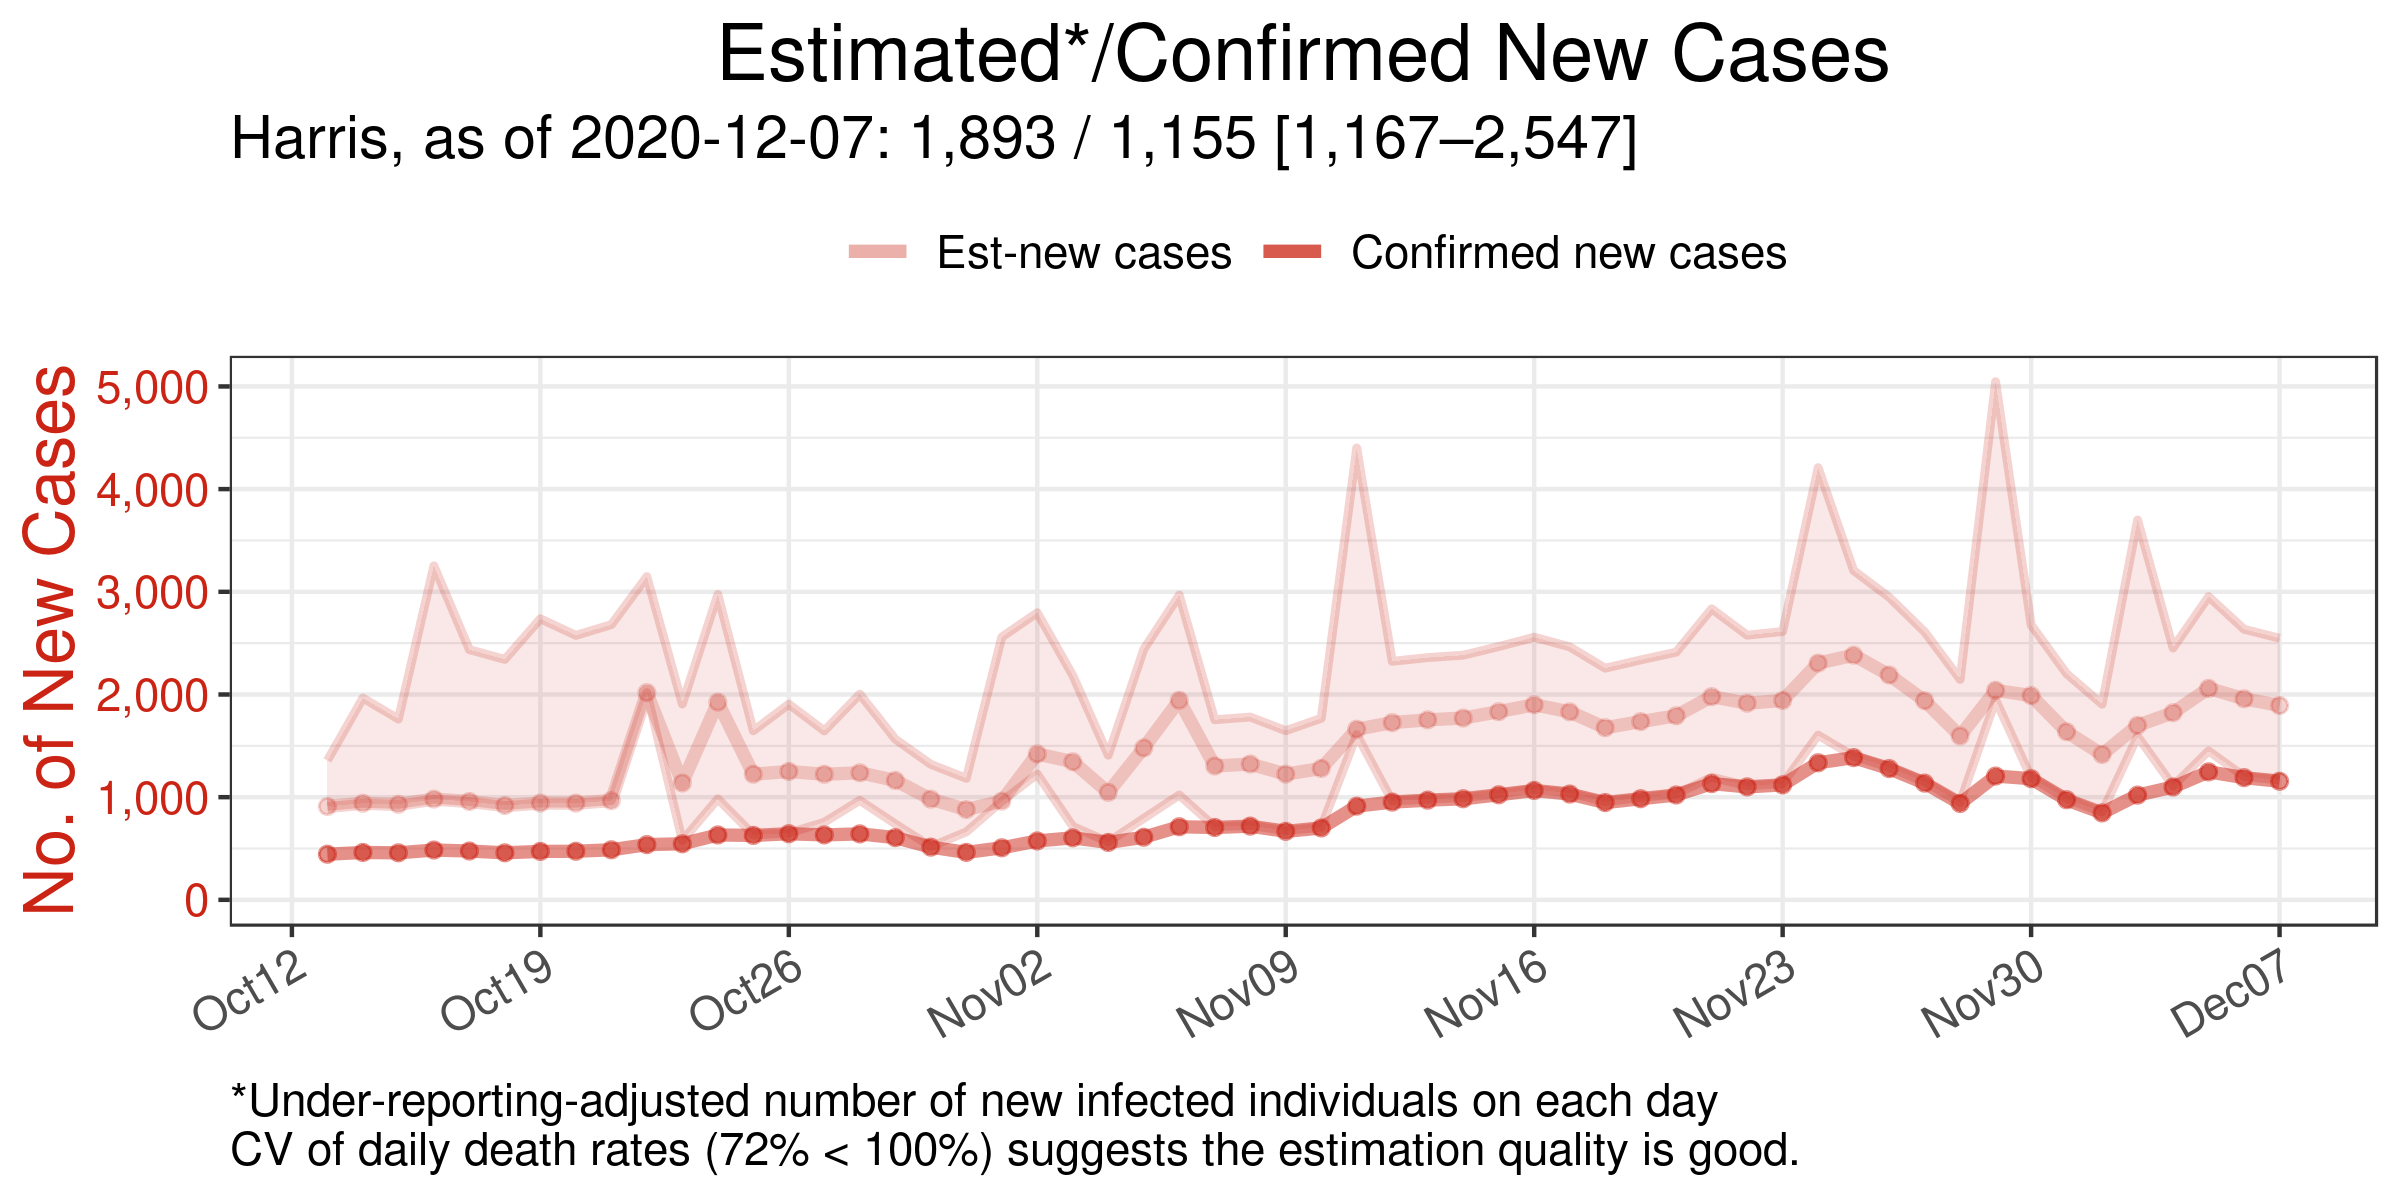 Estimated*/Confirmed New Cases
Harris, as of 2020-12-07: 1,893 / 1,155 [1,167–2,547]
Est-new cases
Confirmed new cases
No. of New Cases
5,000
4,000
3,000
2,000
1,000
0
Oct12
Oct19
Oct26
Nov02
Nov09
Nov16
Nov23
Nov30
Dec07
*Under-reporting-adjusted number of new infected individuals on each day
CV of daily death rates (72% < 100%) suggests the estimation quality is good.